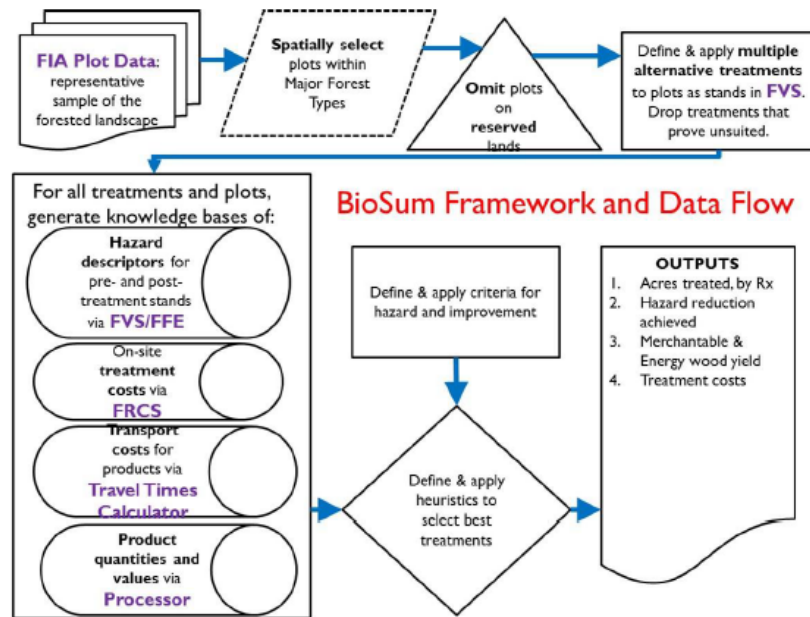 FIA Plot Data:
representative
sample of the
forested landscape
Spatially select
plots within
Major Forest
Types
Omit plots
on
reserved
lands
Define & apply multiple
alternative treatments
to plots as stands in FVS.
Drop treatments that
prove unsuited.
For all treatments and plots,
generate knowledge bases of:
Hazard
descriptors for
pre- and post-
treatment stands
via FVS/FFE
On-site
treatment
costs via
FRCS
Transport
costs for
products via
Travel Times
Calculator
Product
quantities and
values via
Processor
BioSum Framework and Data Flow
Define & apply criteria for
hazard and improvement
Define & apply
heuristics to
select best
treatments
OUTPUTS
1. Acres treated, by Rx
2. Hazard reduction
achieved
3. Merchantable &
Energy wood yield
4. Treatment costs